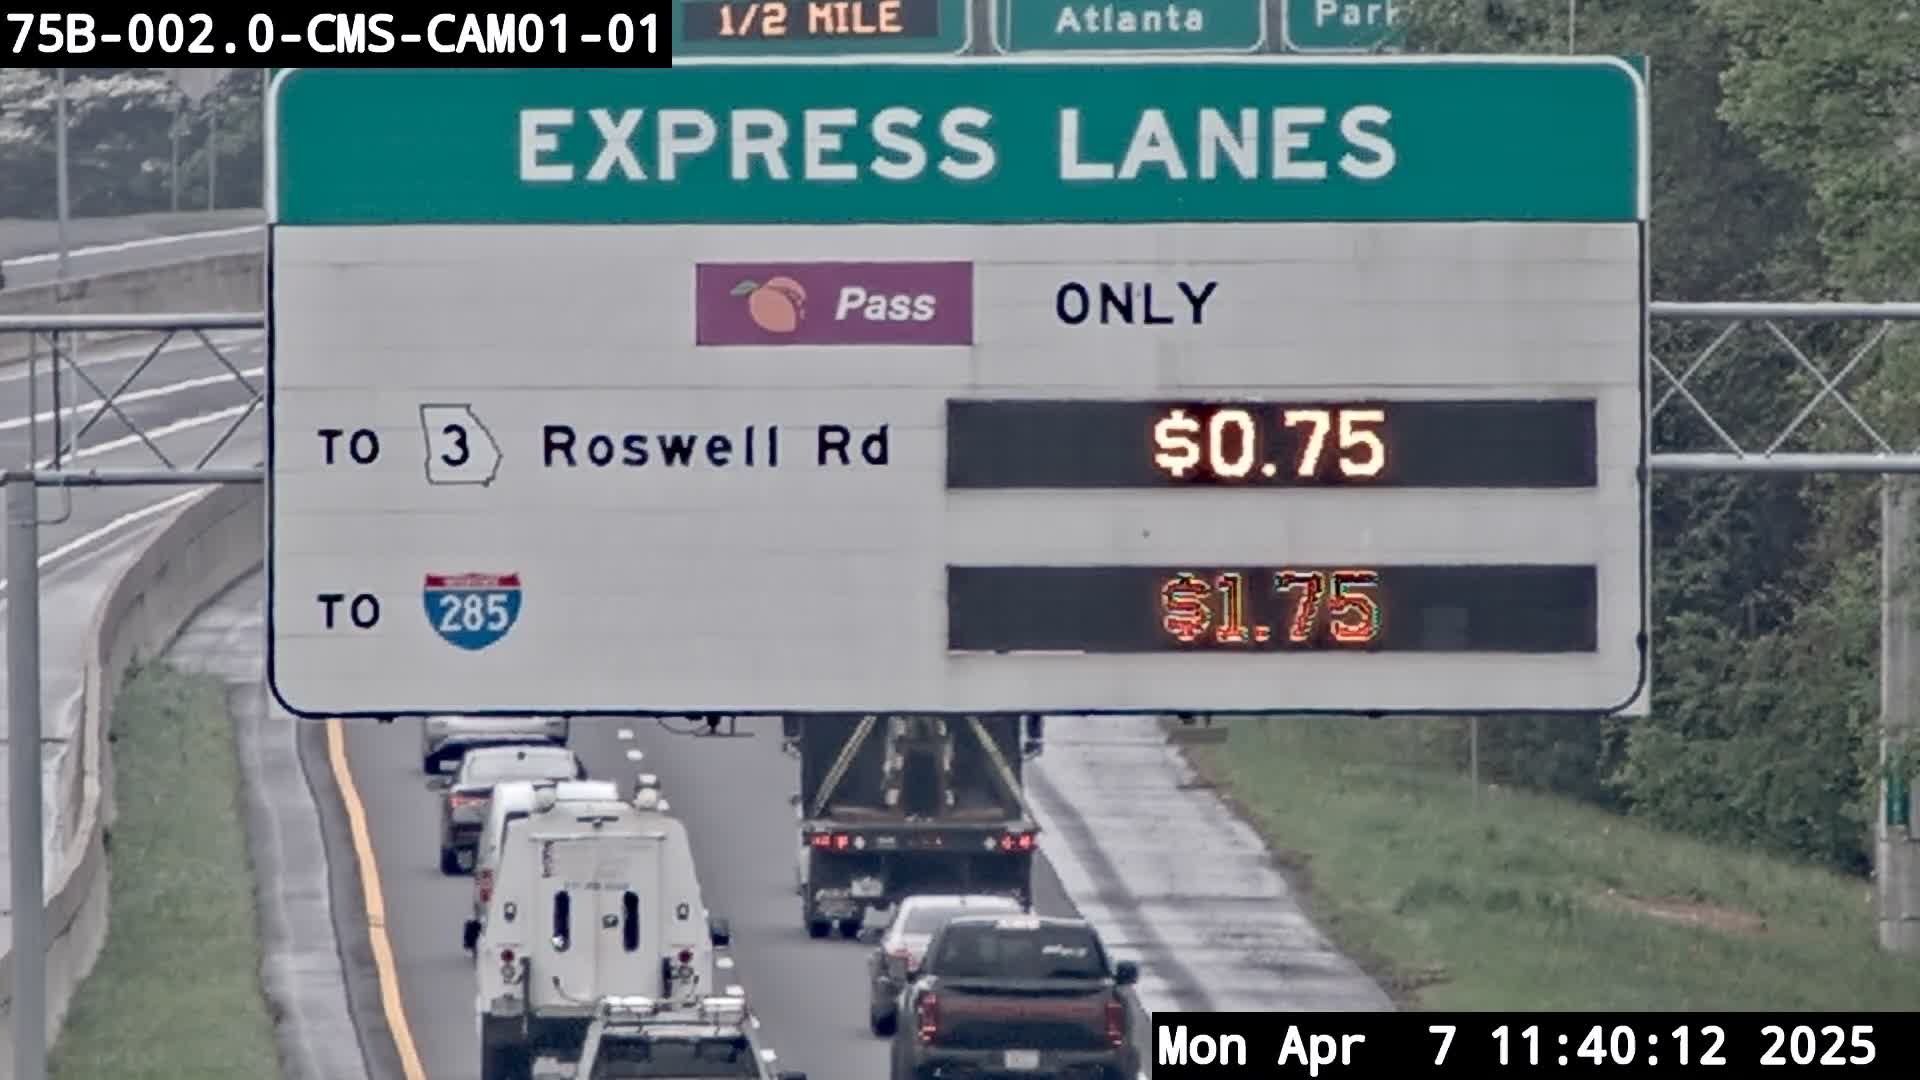 75B-002.0-CMS-CAM01-01
1/2 MILE
Atlanta
Park
EXPRESS LANES
Pass ONLY
TO 3 Roswell Rd $0.75
TO 285 $1.75
Mon Apr 7 11:40:12 2025